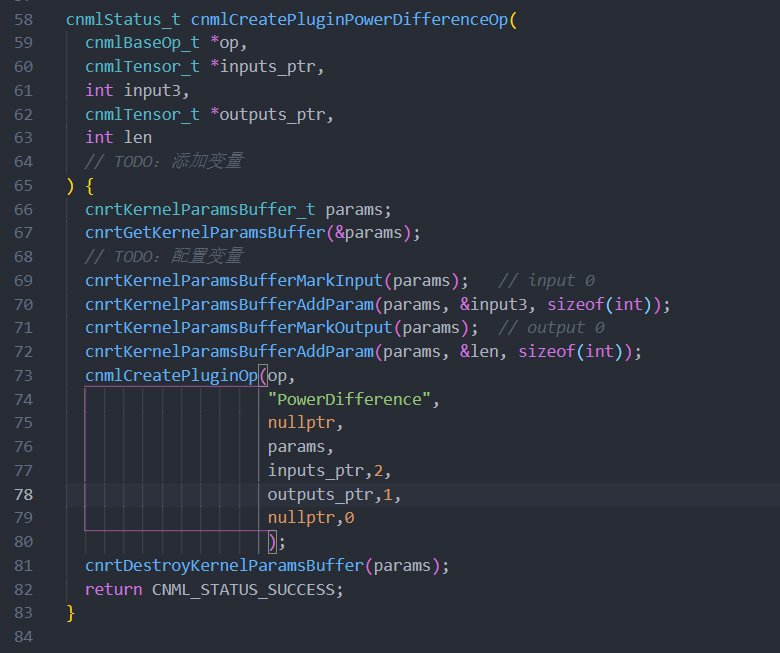 58 cnmlStatus_t cnmlCreatePluginPowerDifferenceOp(
59   cnmlBaseOp_t *op,
60   cnmlTensor_t *inputs_ptr,
61   int input3,
62   cnmlTensor_t *outputs_ptr,
63   int len
64   // TODO：添加变量
65 ) {
66   cnrtKernelParamsBuffer_t params;
67   cnrtGetKernelParamsBuffer(&params);
68   // TODO：配置变量
69   cnrtKernelParamsBufferMarkInput(params);   // input 0
70   cnrtKernelParamsBufferAddParam(params, &input3, sizeof(int));
71   cnrtKernelParamsBufferMarkOutput(params);  // output 0
72   cnrtKernelParamsBufferAddParam(params, &len, sizeof(int));
73   cnmlCreatePluginOp(op,
74                      "PowerDifference",
75                      nullptr,
76                      params,
77                      inputs_ptr,2,
78                      outputs_ptr,1,
79                      nullptr,0
80                      );
81   cnrtDestroyKernelParamsBuffer(params);
82   return CNML_STATUS_SUCCESS;
83 }
84